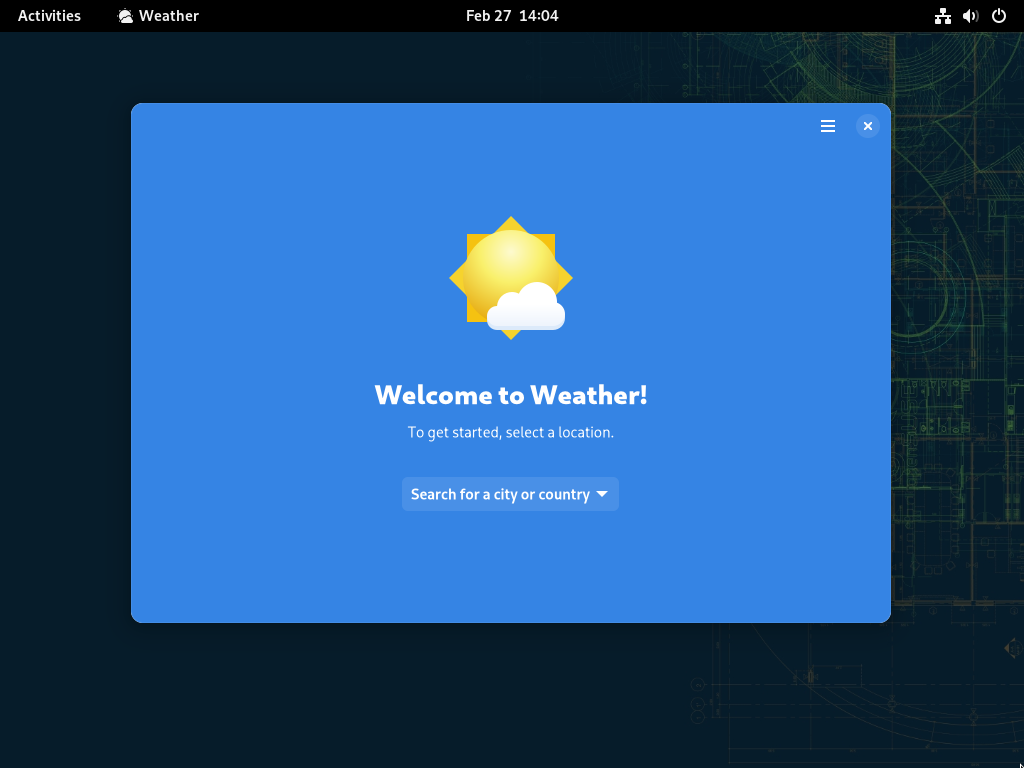 Activities Weather Feb 27 14:04
Welcome to Weather!
To get started, select a location.
Search for a city or country